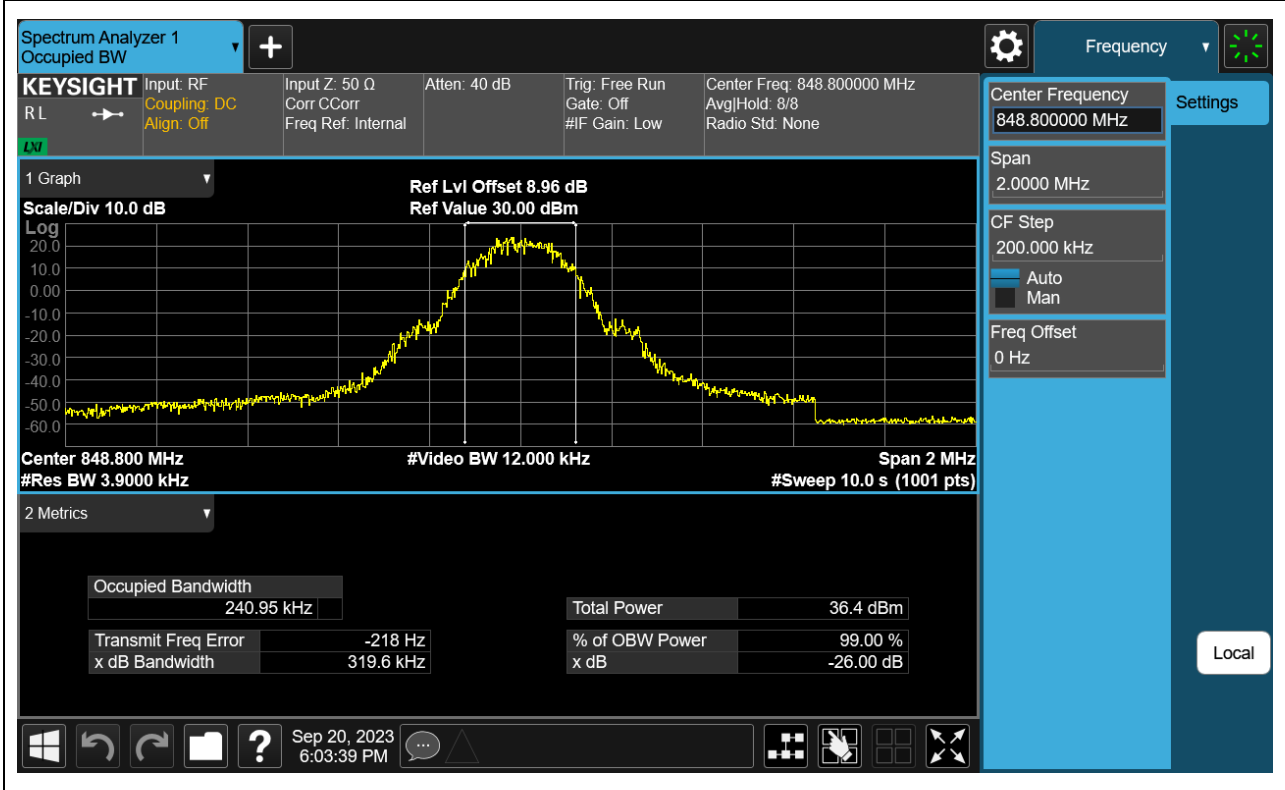 Spectrum Analyzer 1
Occupied BW
Frequency
KEYSIGHT
R L
LXI
Input: RF
Coupling: DC
Align: Off
Input Z: 50 Ω
Corr CCorr
Freq Ref: Internal
Atten: 40 dB
Trig: Free Run
Gate: Off
#IF Gain: Low
Center Freq: 848.800000 MHz
Avg|Hold: 8/8
Radio Std: None
Center Frequency
848.800000 MHz
Settings
Span
2.0000 MHz
CF Step
200.000 kHz
Auto
Man
Freq Offset
0 Hz
Local
1 Graph
Scale/Div 10.0 dB
Ref Lvl Offset 8.96 dB
Ref Value 30.00 dBm
Log
20.0
10.0
0.00
-10.0
-20.0
-30.0
-40.0
-50.0
-60.0
Center 848.800 MHz
#Video BW 12.000 kHz
Span 2 MHz
#Res BW 3.9000 kHz
#Sweep 10.0 s (1001 pts)
2 Metrics
Occupied Bandwidth
240.95 kHz
Total Power 36.4 dBm
Transmit Freq Error -218 Hz
% of OBW Power 99.00 %
x dB Bandwidth 319.6 kHz
x dB -26.00 dB
?
Sep 20, 2023
6:03:39 PM